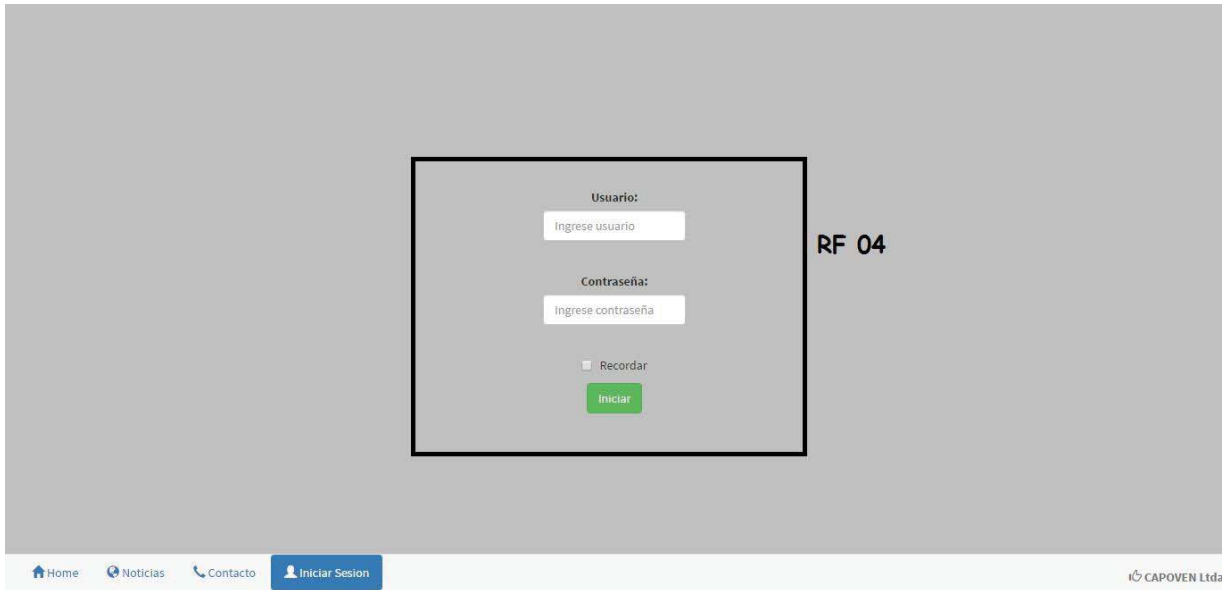 Usuario:
Ingrese usuario
RF 04
Contraseña:
Ingrese contraseña
Recordar
Iniciar
Home Noticias Contacto Iniciar Sesion CAPOVEN Ltda